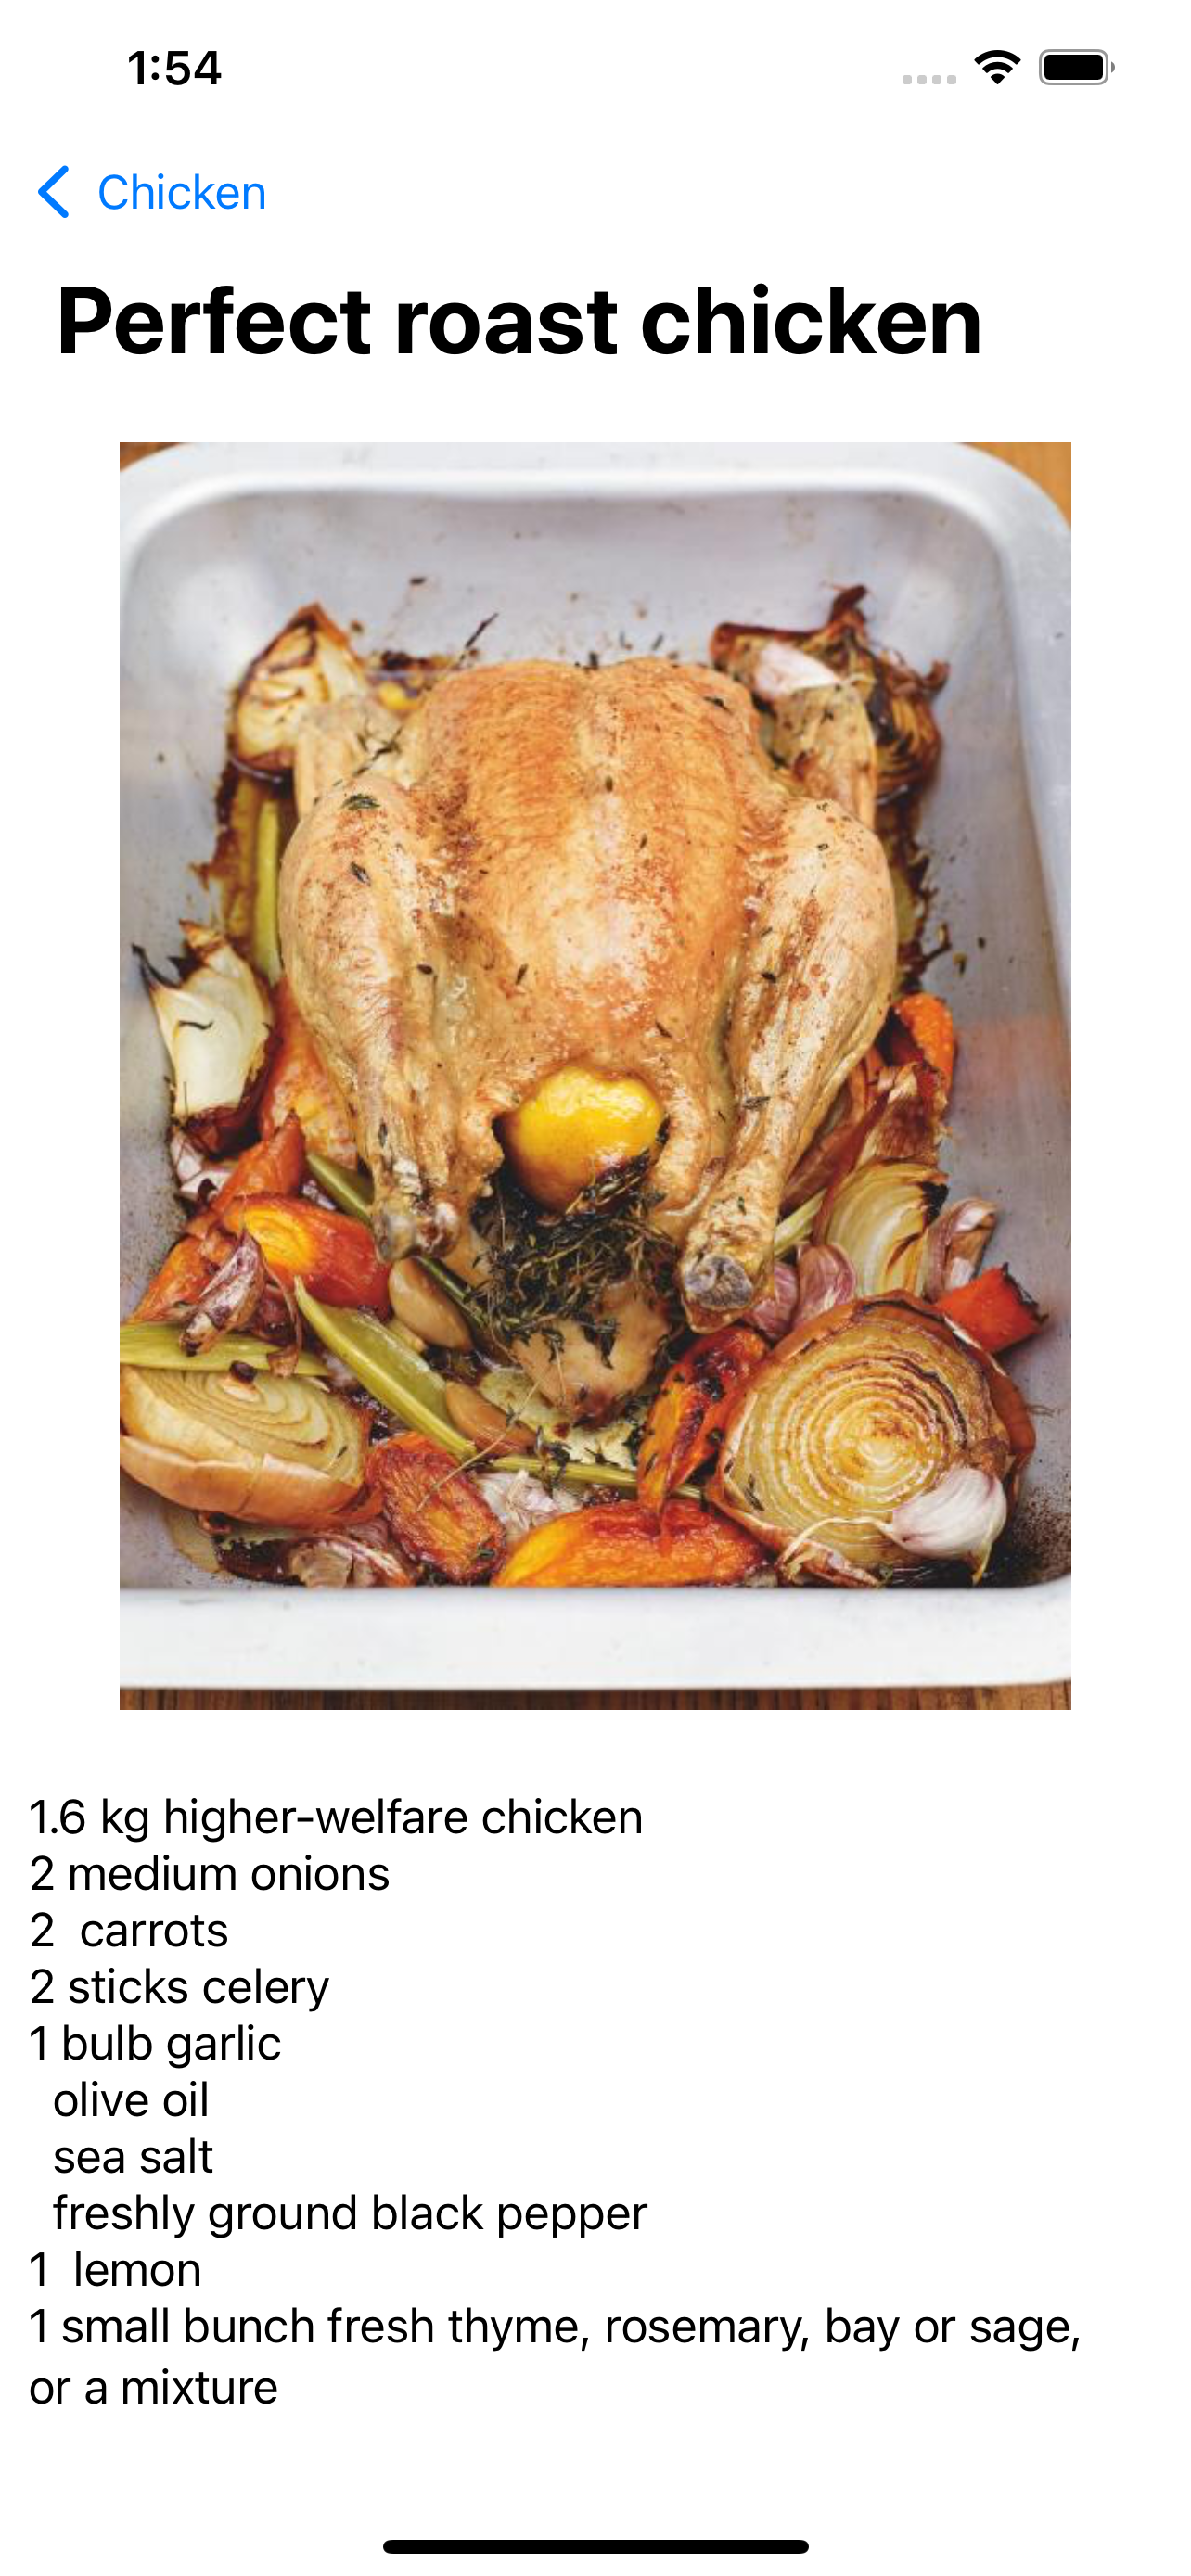 1:54
Chicken
Perfect roast chicken
1.6 kg higher-welfare chicken
2 medium onions
2  carrots
2 sticks celery
1 bulb garlic
olive oil
sea salt
freshly ground black pepper
1  lemon
1 small bunch fresh thyme, rosemary, bay or sage,
or a mixture